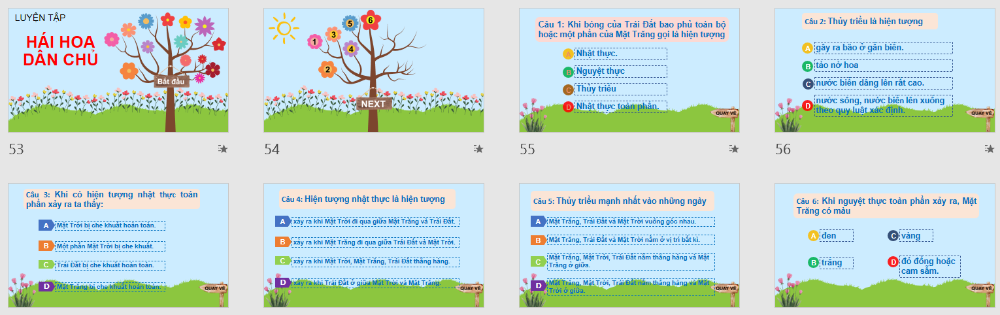 LUYỆN TẬP
HÁI HOA
DÂN CHỦ
Bắt đầu
53
1
2
3
4
5
6
NEXT
54
Câu 1: Khi bóng của Trái Đất bao phủ toàn bộ
hoặc một phần của Mặt Trăng gọi là hiện tượng
A Nhật thực.
B Nguyệt thực
C Thủy triều
D Nhật thực toàn phần.
QUAY VỀ
55
Câu 2: Thủy triều là hiện tượng
A gây ra bão ở gần biển.
B tảo nở hoa
C nước biển dâng lên rất cao.
D nước sông, nước biển lên xuống
theo quy luật xác định.
QUAY VỀ
56
Câu 3: Khi có hiện tượng nhật thực toàn
phần xảy ra ta thấy:
A Mặt Trời bị che khuất hoàn toàn.
B Một phần Mặt Trời bị che khuất.
C Trái Đất bị che khuất hoàn toàn.
D Mặt Trăng bị che khuất hoàn toàn.
QUAY VỀ
Câu 4: Hiện tượng nhật thực là hiện tượng
A xảy ra khi Mặt Trời đi qua giữa Mặt Trăng và Trái Đất.
B xảy ra khi Mặt Trăng đi qua giữa Trái Đất và Mặt Trời.
C xảy ra khi Mặt Trời, Mặt Trăng, Trái Đất thẳng hàng.
D xảy ra khi Trái Đất ở giữa Mặt Trời và Mặt Trăng.
QUAY VỀ
Câu 5: Thủy triều mạnh nhất vào những ngày
A Mặt Trăng, Trái Đất và Mặt Trời vuông góc nhau.
B Mặt Trăng, Trái Đất và Mặt Trời nằm ở vị trí bất kì.
C Mặt Trăng, Mặt Trời, Trái Đất nằm thẳng hàng và Mặt
Trăng ở giữa.
D Mặt Trăng, Mặt Trời, Trái Đất nằm thẳng hàng và Mặt
Trời ở giữa.
QUAY VỀ
Câu 6: Khi nguyệt thực toàn phần xảy ra, Mặt
Trăng có màu
A đen
C vàng
B trắng
D đỏ đồng hoặc
cam sẫm.
QUAY VỀ